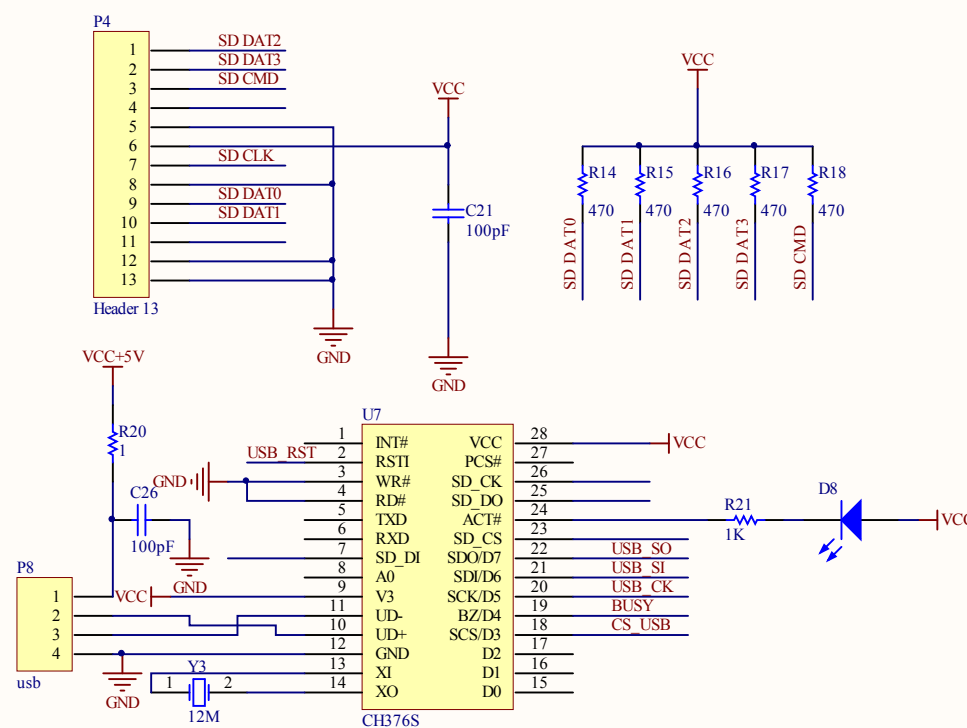 P4
1 SD DAT2
2 SD DAT3
3 SD CMD
4
5
6
7 SD CLK
8
9 SD DAT0
10 SD DAT1
11
12
13
Header 13
GND
VCC
C21
100pF
GND
VCC
R14 R15 R16 R17 R18
470 470 470 470 470
SD DAT0 SD DAT1 SD DAT2 SD DAT3 SD CMD
VCC+5V
R20
1
C26
100pF
GND
P8
1
2
3
4
usb
GND
VCC
GND
USB_RST
Y3
1 2
12M
U7
1 INT# VCC 28 VCC
2 RSTI PCS# 27
3 WR# SD_CK 26
4 RD# SD_DO 25
5 TXD ACT# 24
6 RXD SD_CS 23
7 SD_DI SDO/D7 22 USB_SO
8 A0 SDI/D6 21 USB_SI
9 V3 SCK/D5 20 USB_CK
11 UD- BZ/D4 19 BUSY
10 UD+ SCS/D3 18 CS_USB
12 GND D2 17
13 XI D1 16
14 XO D0 15
CH376S
R21
1K
D8
VCC